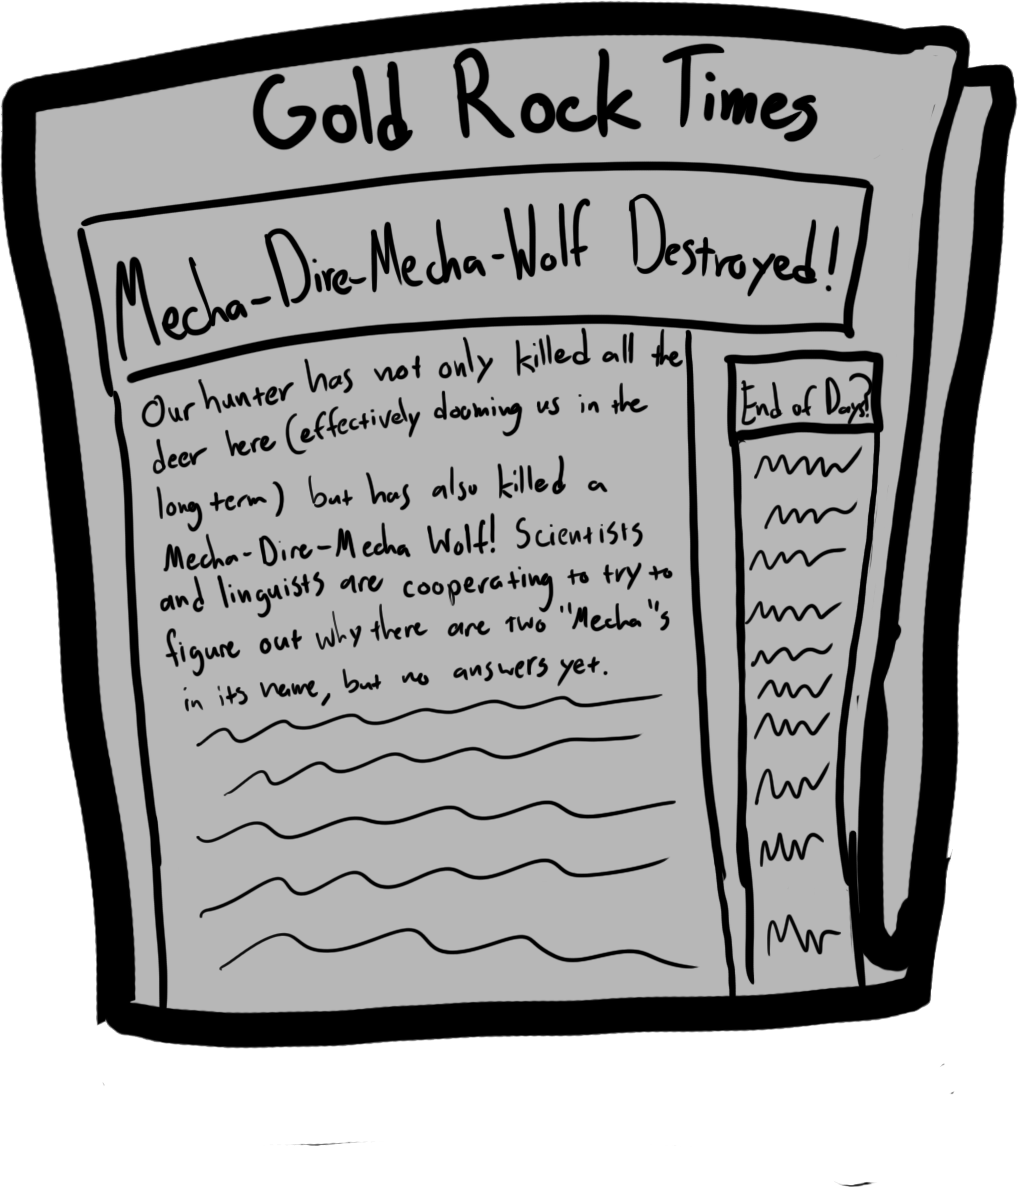 Gold Rock Times
Mecha-Dire-Mecha-Wolf Destroyed!
Our hunter has not only killed all the
deer here (effectively dooming us in the
long term) but has also killed a
Mecha-Dire-Mecha Wolf! Scientists
and linguists are cooperating to try to
figure out why there are two "Mecha"s
in its name, but no answers yet.
End of Days?